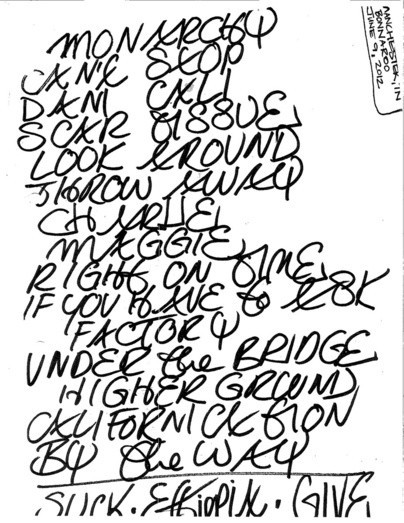 MANCHESTER, TN
BONNAROO
JUNE 9, 2012
MONARCHY
CAN'T STOP
DANI CALI
SCAR TISSUE
LOOK AROUND
THROW AWAY
CHARLIE
MAGGIE
RIGHT ON TIME
IF YOU HAVE to ASK
FACTORY
UNDER the BRIDGE
HIGHER GROUND
CALIFORNICATION
BY the WAY
SUCK. EthiopiA. GIVE